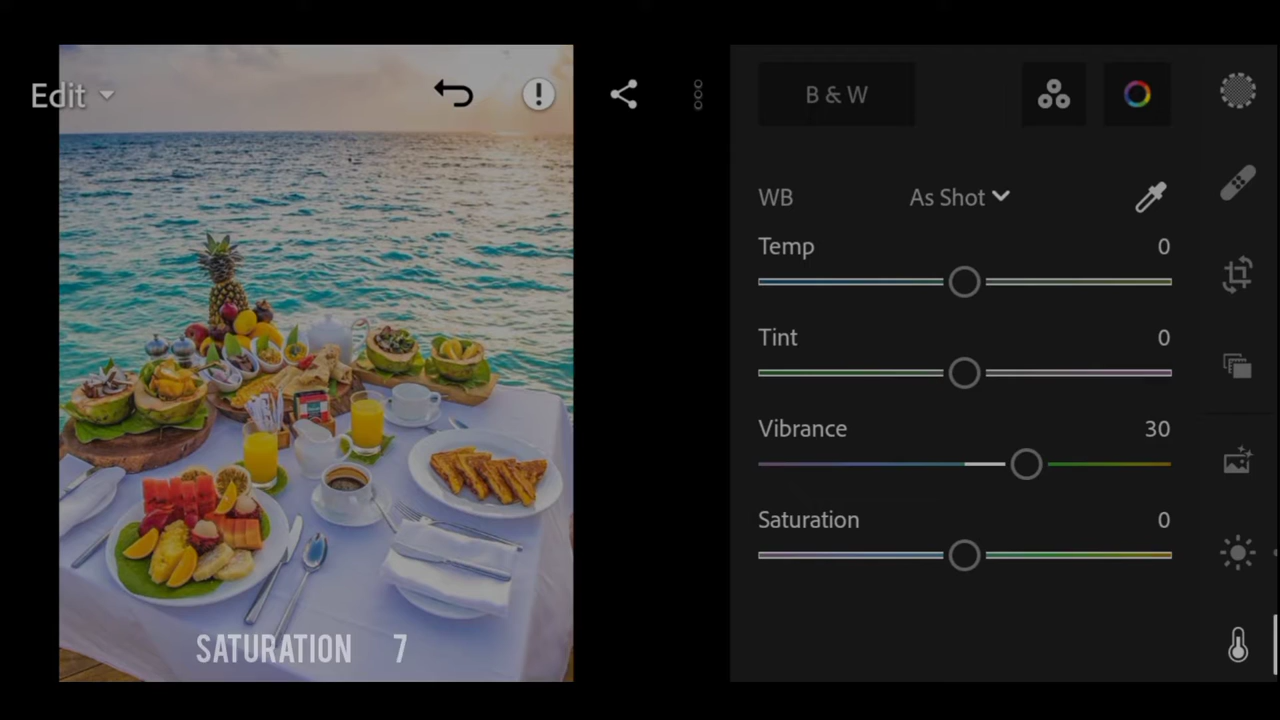 Edit
B & W
WB As Shot
Temp 0
Tint 0
Vibrance 30
Saturation 0
SATURATION 7